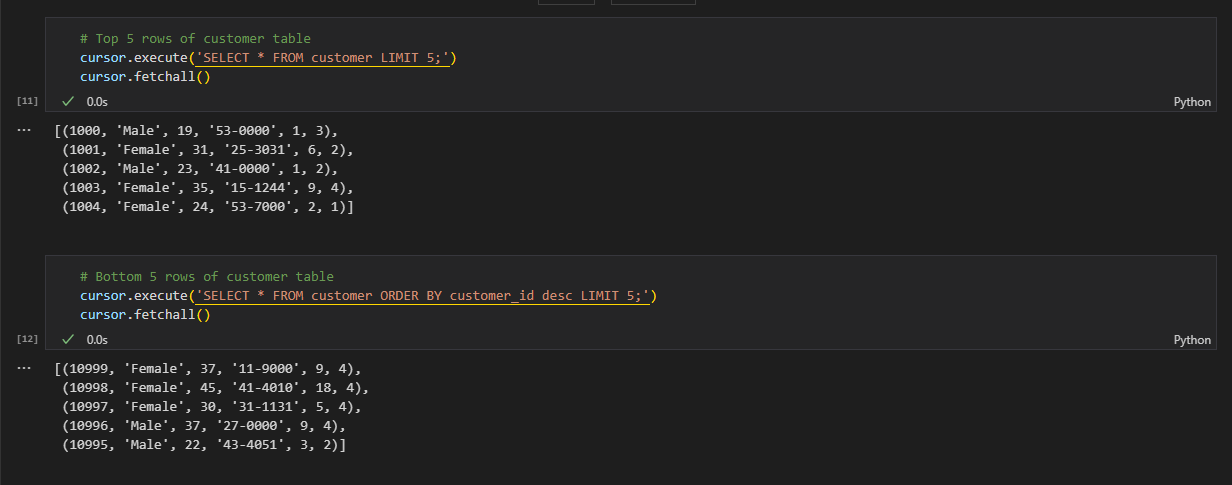 # Top 5 rows of customer table
cursor.execute('SELECT * FROM customer LIMIT 5;')
cursor.fetchall()
[11] 0.0s Python
... [(1000, 'Male', 19, '53-0000', 1, 3),
(1001, 'Female', 31, '25-3031', 6, 2),
(1002, 'Male', 23, '41-0000', 1, 2),
(1003, 'Female', 35, '15-1244', 9, 4),
(1004, 'Female', 24, '53-7000', 2, 1)]
# Bottom 5 rows of customer table
cursor.execute('SELECT * FROM customer ORDER BY customer_id desc LIMIT 5;')
cursor.fetchall()
[12] 0.0s Python
... [(10999, 'Female', 37, '11-9000', 9, 4),
(10998, 'Female', 45, '41-4010', 18, 4),
(10997, 'Female', 30, '31-1131', 5, 4),
(10996, 'Male', 37, '27-0000', 9, 4),
(10995, 'Male', 22, '43-4051', 3, 2)]